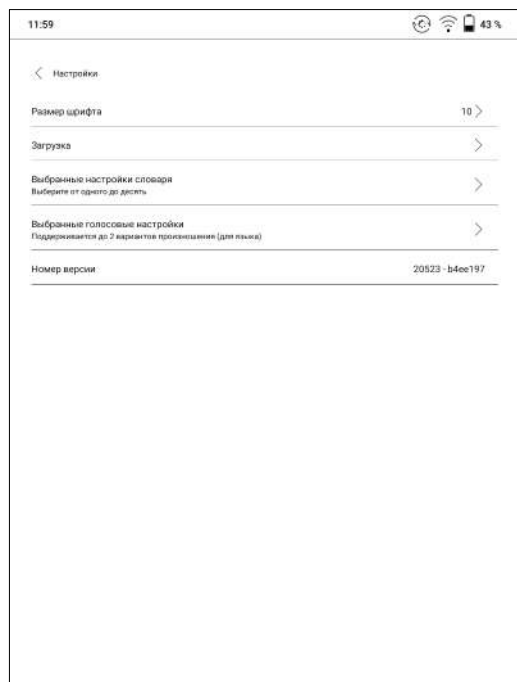 11:59 43 %
Настройки
Размер шрифта 10
Загрузка
Выбранные настройки словаря
Выберите от одного до десять
Выбранные голосовые настройки
Поддерживается до 2 вариантов произношения (для языка)
Номер версии 20523 - b4ee197